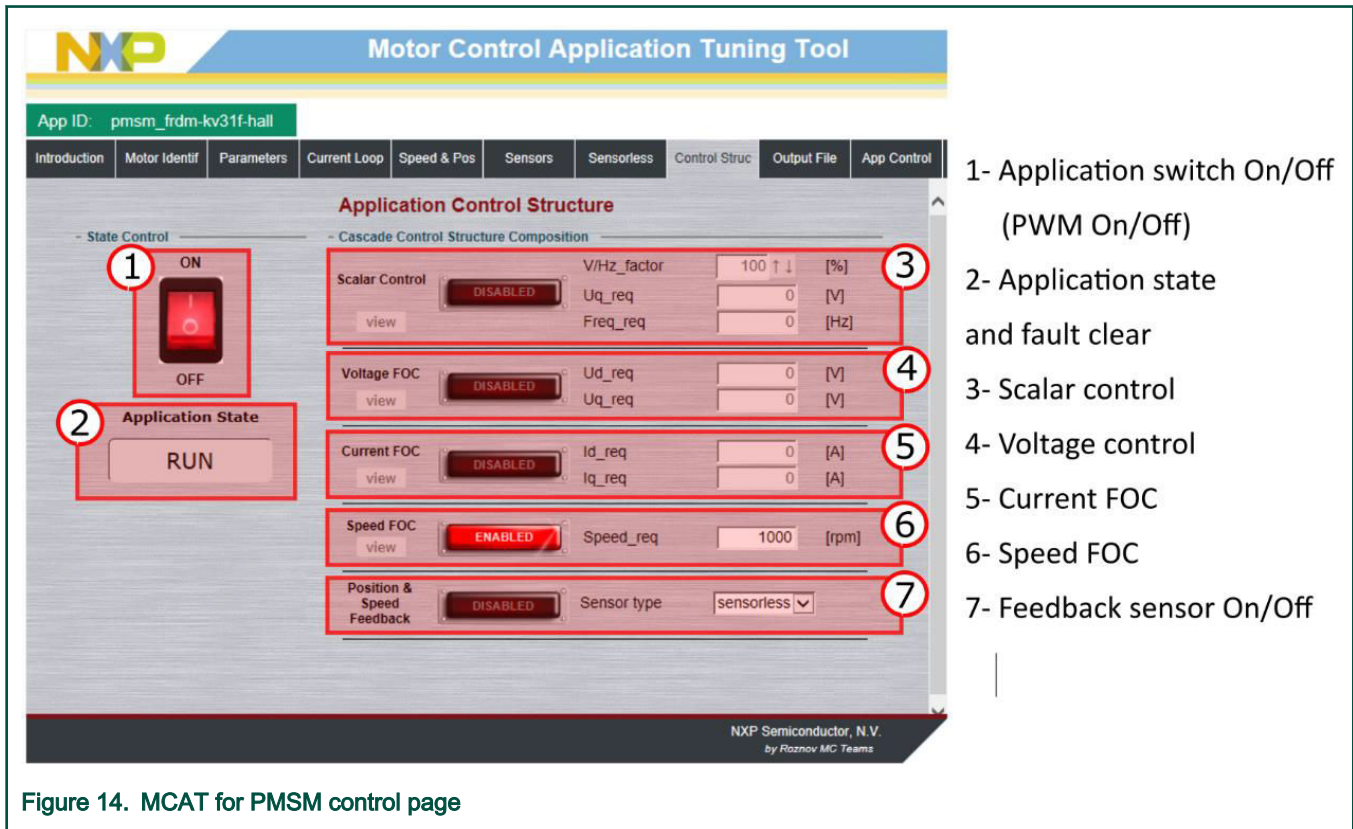 NXP
Motor Control Application Tuning Tool
App ID: pmsm_frdm-kv31f-hall
Introduction Motor Identif Parameters Current Loop Speed & Pos Sensors Sensorless Control Struc Output File App Control
Application Control Structure
- State Control
1
ON
OFF
2
Application State
RUN
- Cascade Control Structure Composition
Scalar Control
view
DISABLED
V/Hz_factor 100 ↑↓ [%]
Uq_req 0 [V]
Freq_req 0 [Hz]
3
Voltage FOC
view
DISABLED
Ud_req 0 [V]
Uq_req 0 [V]
4
Current FOC
view
DISABLED
Id_req 0 [A]
Iq_req 0 [A]
5
Speed FOC
view
ENABLED
Speed_req 1000 [rpm]
6
Position &
Speed
Feedback
DISABLED
Sensor type sensorless
7
NXP Semiconductor, N.V.
by Roznov MC Teams
1- Application switch On/Off
(PWM On/Off)
2- Application state
and fault clear
3- Scalar control
4- Voltage control
5- Current FOC
6- Speed FOC
7- Feedback sensor On/Off
Figure 14. MCAT for PMSM control page